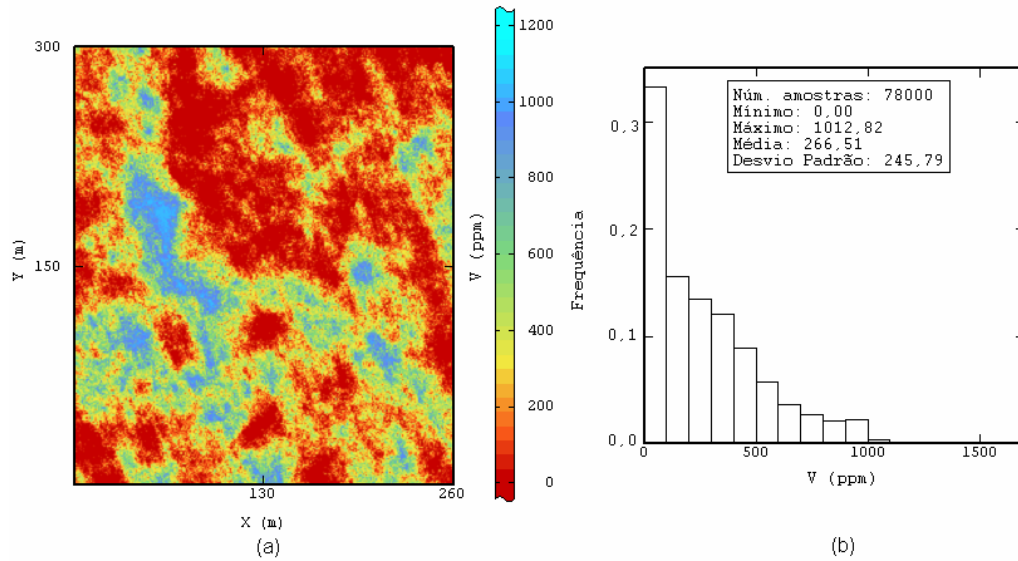 300
150
Y (m)
130
260
X (m)
(a)
1200
1000
800
600
400
200
0
V (ppm)
Núm. amostras: 78000
Mínimo: 0,00
Máximo: 1012,82
Média: 266,51
Desvio Padrão: 245,79
0,3
0,2
0,1
0,0
Frequência
0
500
1000
1500
V (ppm)
(b)